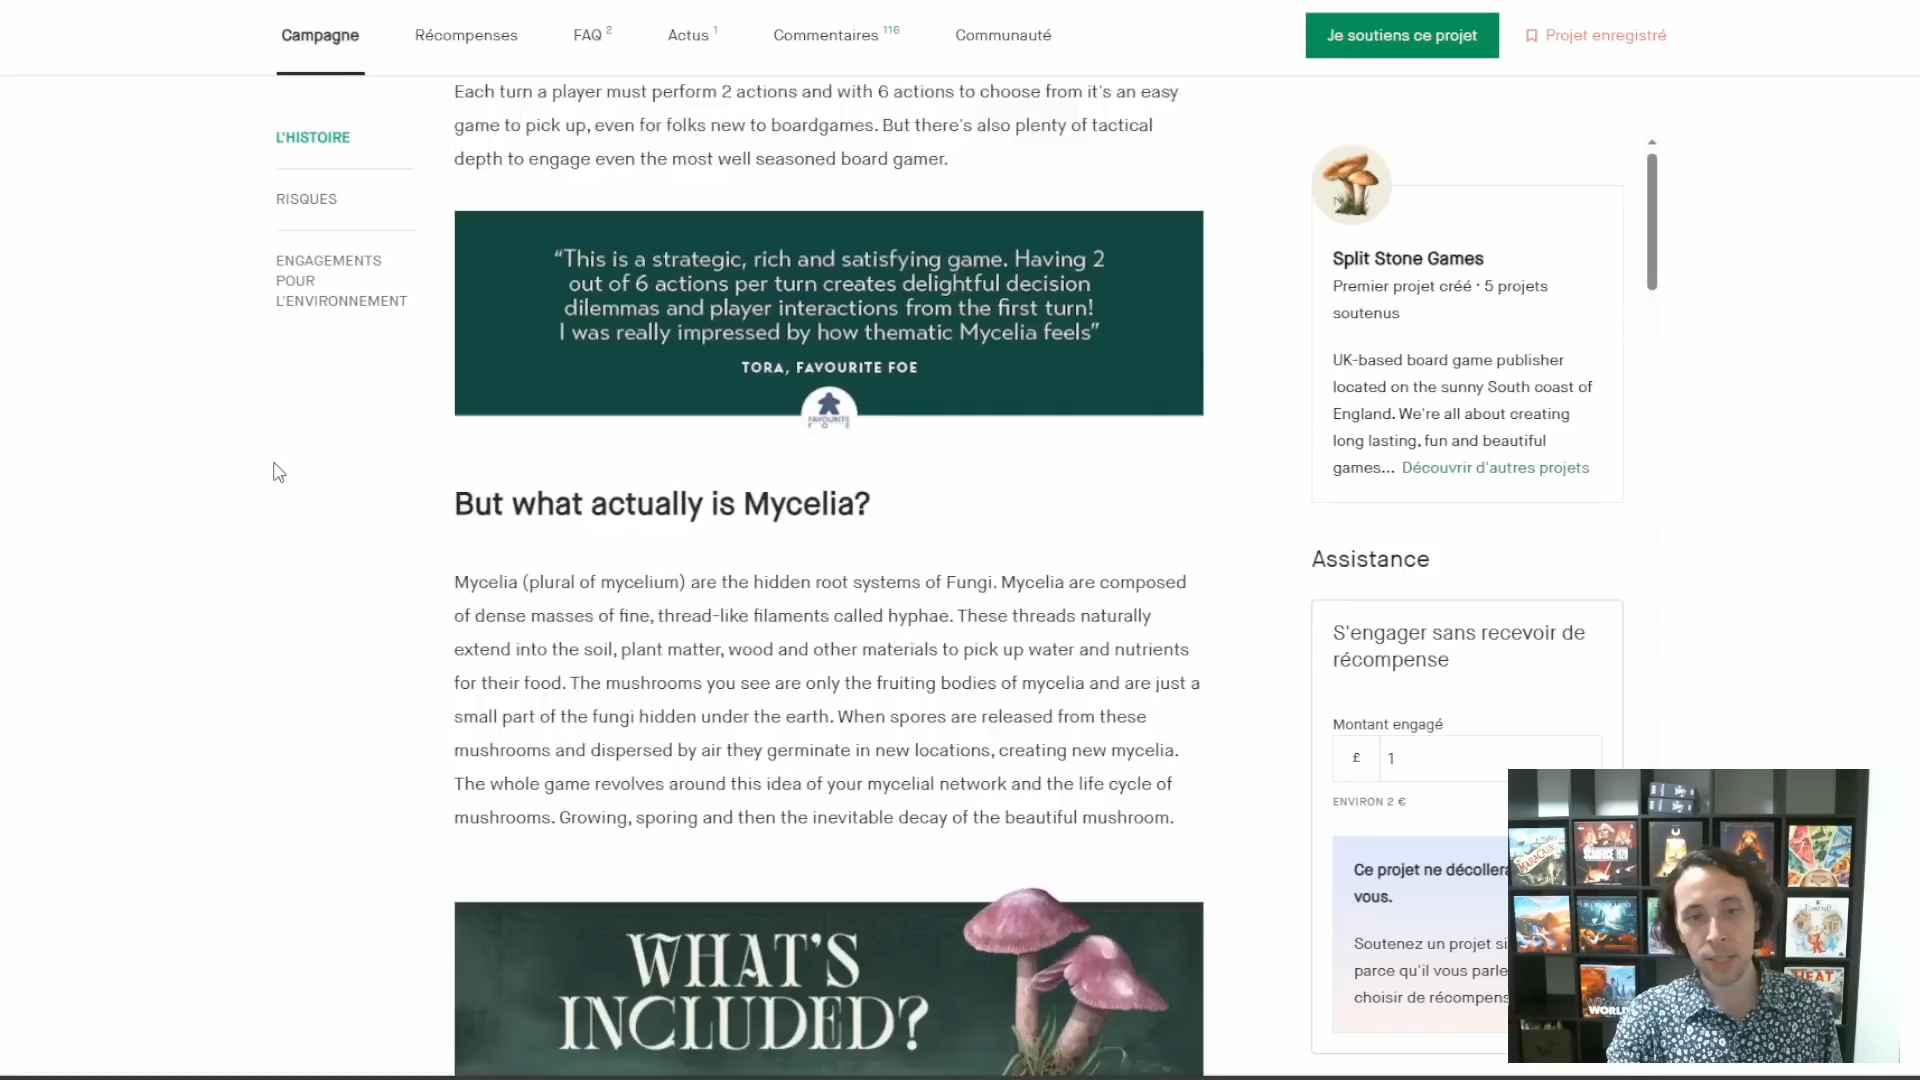 Campagne
Récompenses
FAQ 2
Actus 1
Commentaires 116
Communauté
Je soutiens ce projet
Projet enregistré
L'HISTOIRE
RISQUES
ENGAGEMENTS
POUR
L'ENVIRONNEMENT
Each turn a player must perform 2 actions and with 6 actions to choose from it's an easy
game to pick up, even for folks new to boardgames. But there's also plenty of tactical
depth to engage even the most well seasoned board gamer.
“This is a strategic, rich and satisfying game. Having 2
out of 6 actions per turn creates delightful decision
dilemmas and player interactions from the first turn!
I was really impressed by how thematic Mycelia feels”
TORA, FAVOURITE FOE
FAVOURITE
FOE
But what actually is Mycelia?
Mycelia (plural of mycelium) are the hidden root systems of Fungi. Mycelia are composed
of dense masses of fine, thread-like filaments called hyphae. These threads naturally
extend into the soil, plant matter, wood and other materials to pick up water and nutrients
for their food. The mushrooms you see are only the fruiting bodies of mycelia and are just a
small part of the fungi hidden under the earth. When spores are released from these
mushrooms and dispersed by air they germinate in new locations, creating new mycelia.
The whole game revolves around this idea of your mycelial network and the life cycle of
mushrooms. Growing, sporing and then the inevitable decay of the beautiful mushroom.
WHAT'S
INCLUDED?
Split Stone Games
Premier projet créé · 5 projets
soutenus
UK-based board game publisher
located on the sunny South coast of
England. We're all about creating
long lasting, fun and beautiful
games... Découvrir d'autres projets
Assistance
S'engager sans recevoir de
récompense
Montant engagé
£ 1
ENVIRON 2 €
Ce projet ne décollera
vous.
Soutenez un projet si
parce qu'il vous parle
choisir de récompens
MARACAIBO
HEAT
WORL